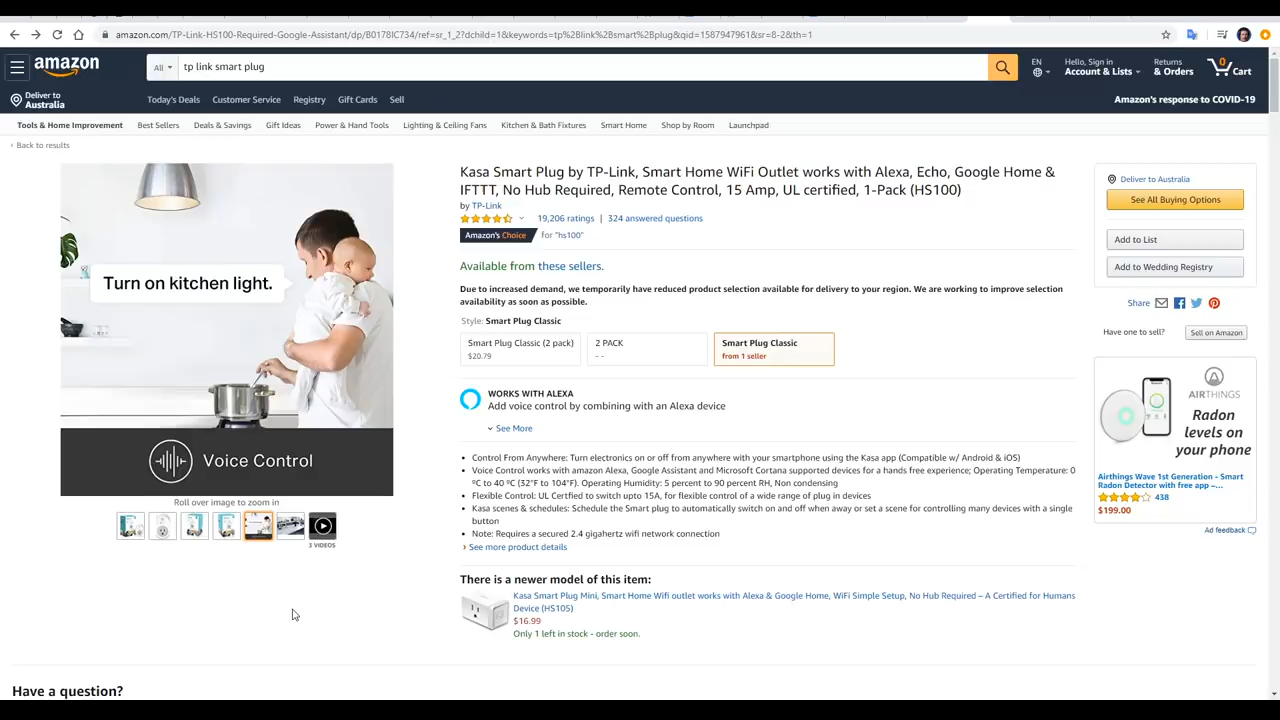 amazon.com/TP-Link-HS100-Required-Google-Assistant/dp/B0178IC734/ref=sr_1_2?dchild=1&keywords=tp%2Blink%2Bsmart%2Bplug&qid=1587947961&sr=8-2&th=1
amazon
All
tp link smart plug
EN
Hello, Sign in
Account & Lists
Returns
& Orders
0
Cart
Deliver to
Australia
Today's Deals
Customer Service
Registry
Gift Cards
Sell
Amazon's response to COVID-19
Tools & Home Improvement
Best Sellers
Deals & Savings
Gift Ideas
Power & Hand Tools
Lighting & Ceiling Fans
Kitchen & Bath Fixtures
Smart Home
Shop by Room
Launchpad
‹ Back to results
Turn on kitchen light.
Voice Control
Roll over image to zoom in
3 VIDEOS
Kasa Smart Plug by TP-Link, Smart Home WiFi Outlet works with Alexa, Echo, Google Home &
IFTTT, No Hub Required, Remote Control, 15 Amp, UL certified, 1-Pack (HS100)
by TP-Link
19,206 ratings | 324 answered questions
Amazon's Choice for "hs100"
Available from these sellers.
Due to increased demand, we temporarily have reduced product selection available for delivery to your region. We are working to improve selection
availability as soon as possible.
Style: Smart Plug Classic
Smart Plug Classic (2 pack)
$20.79
2 PACK
- -
Smart Plug Classic
from 1 seller
WORKS WITH ALEXA
Add voice control by combining with an Alexa device
See More
• Control From Anywhere: Turn electronics on or off from anywhere with your smartphone using the Kasa app (Compatible w/ Android & iOS)
• Voice Control works with amazon Alexa, Google Assistant and Microsoft Cortana supported devices for a hands free experience; Operating Temperature: 0
ºC to 40 ºC (32°F to 104°F). Operating Humidity: 5 percent to 90 percent RH, Non condensing
• Flexible Control: UL Certfied to switch upto 15A, for flexible control of a wide range of plug in devices
• Kasa scenes & schedules: Schedule the Smart plug to automatically switch on and off when away or set a scene for controlling many devices with a single
button
• Note: Requires a secured 2.4 gigahertz wifi network connection
› See more product details
There is a newer model of this item:
Kasa Smart Plug Mini, Smart Home Wifi outlet works with Alexa & Google Home, WiFi Simple Setup, No Hub Required – A Certified for Humans
Device (HS105)
$16.99
Only 1 left in stock - order soon.
Deliver to Australia
See All Buying Options
Add to List
Add to Wedding Registry
Share
Have one to sell?
Sell on Amazon
AIRTHINGS
Radon
levels on
your phone
Airthings Wave 1st Generation - Smart
Radon Detector with free app –...
438
$199.00
Ad feedback
Have a question?